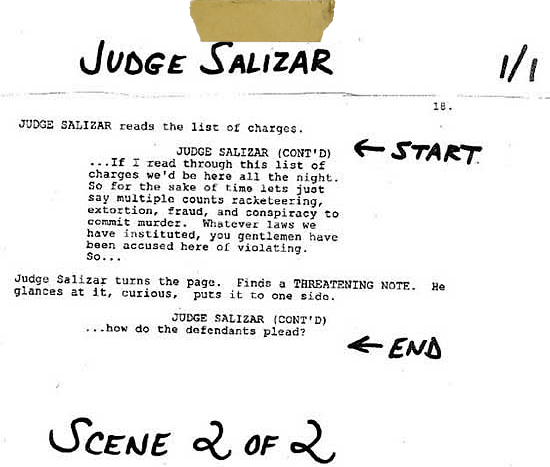 JUDGE SALIZAR 1/1
18.
JUDGE SALIZAR reads the list of charges.
JUDGE SALIZAR (CONT'D) ← START
...If I read through this list of
charges we'd be here all the night.
So for the sake of time lets just
say multiple counts racketeering,
extortion, fraud, and conspiracy to
commit murder. Whatever laws we
have instituted, you gentlemen have
been accused here of violating.
So...
Judge Salizar turns the page. Finds a THREATENING NOTE. He
glances at it, curious, puts it to one side.
JUDGE SALIZAR (CONT'D)
...how do the defendants plead?
← END
SCENE 2 OF 2